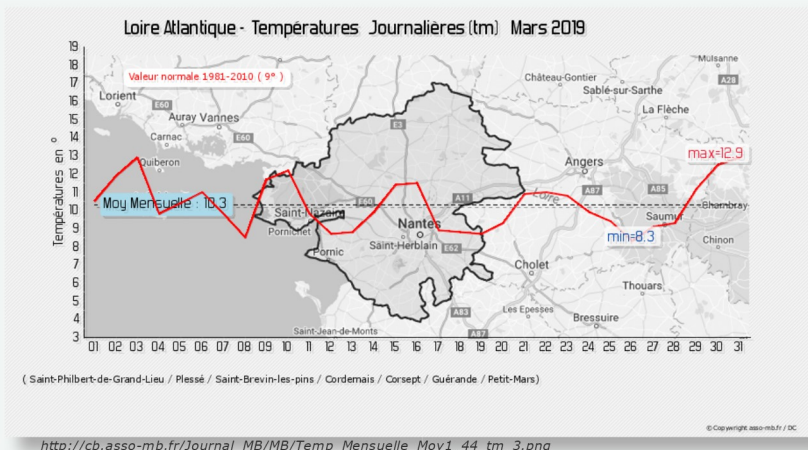 Loire Atlantique - Températures Journalières (tm) Mars 2019
Températures en °
19
18
17
16
15
14
13
12
11
10
9
8
7
6
5
4
3
Valeur normale 1981-2010 ( 9° )
Mulsanne
A28
Château-Gontier
Sablé-sur-Sarthe
La Flèche
Lorient
E60
Auray Vannes
E60
E3
Carnac
Quiberon
max=12.9
Angers
A87
A85
Moy Mensuelle : 10.3
E60
A11
Loire
Chambray
Saint-Nazaire
Saumur
Pornichet
Nantes
min=8.3
Saint-Herblain
E62
Chinon
Pornic
Cholet
Thouars
A83
Les Epesses
Bressuire
Saint-Jean-de-Monts
A87
01 02 03 04 05 06 07 08 09 10 11 12 13 14 15 16 17 18 19 20 21 22 23 24 25 26 27 28 29 30 31
( Saint-Philbert-de-Grand-Lieu / Plessé / Saint-Brevin-les-pins / Cordemais / Corsept / Guérande / Petit-Mars)
©Copywright asso-mb.fr / DC
http://cb.asso-mb.fr/Journal_MB/MB/Temp_Mensuelle_Moy1_44_tm_3.png